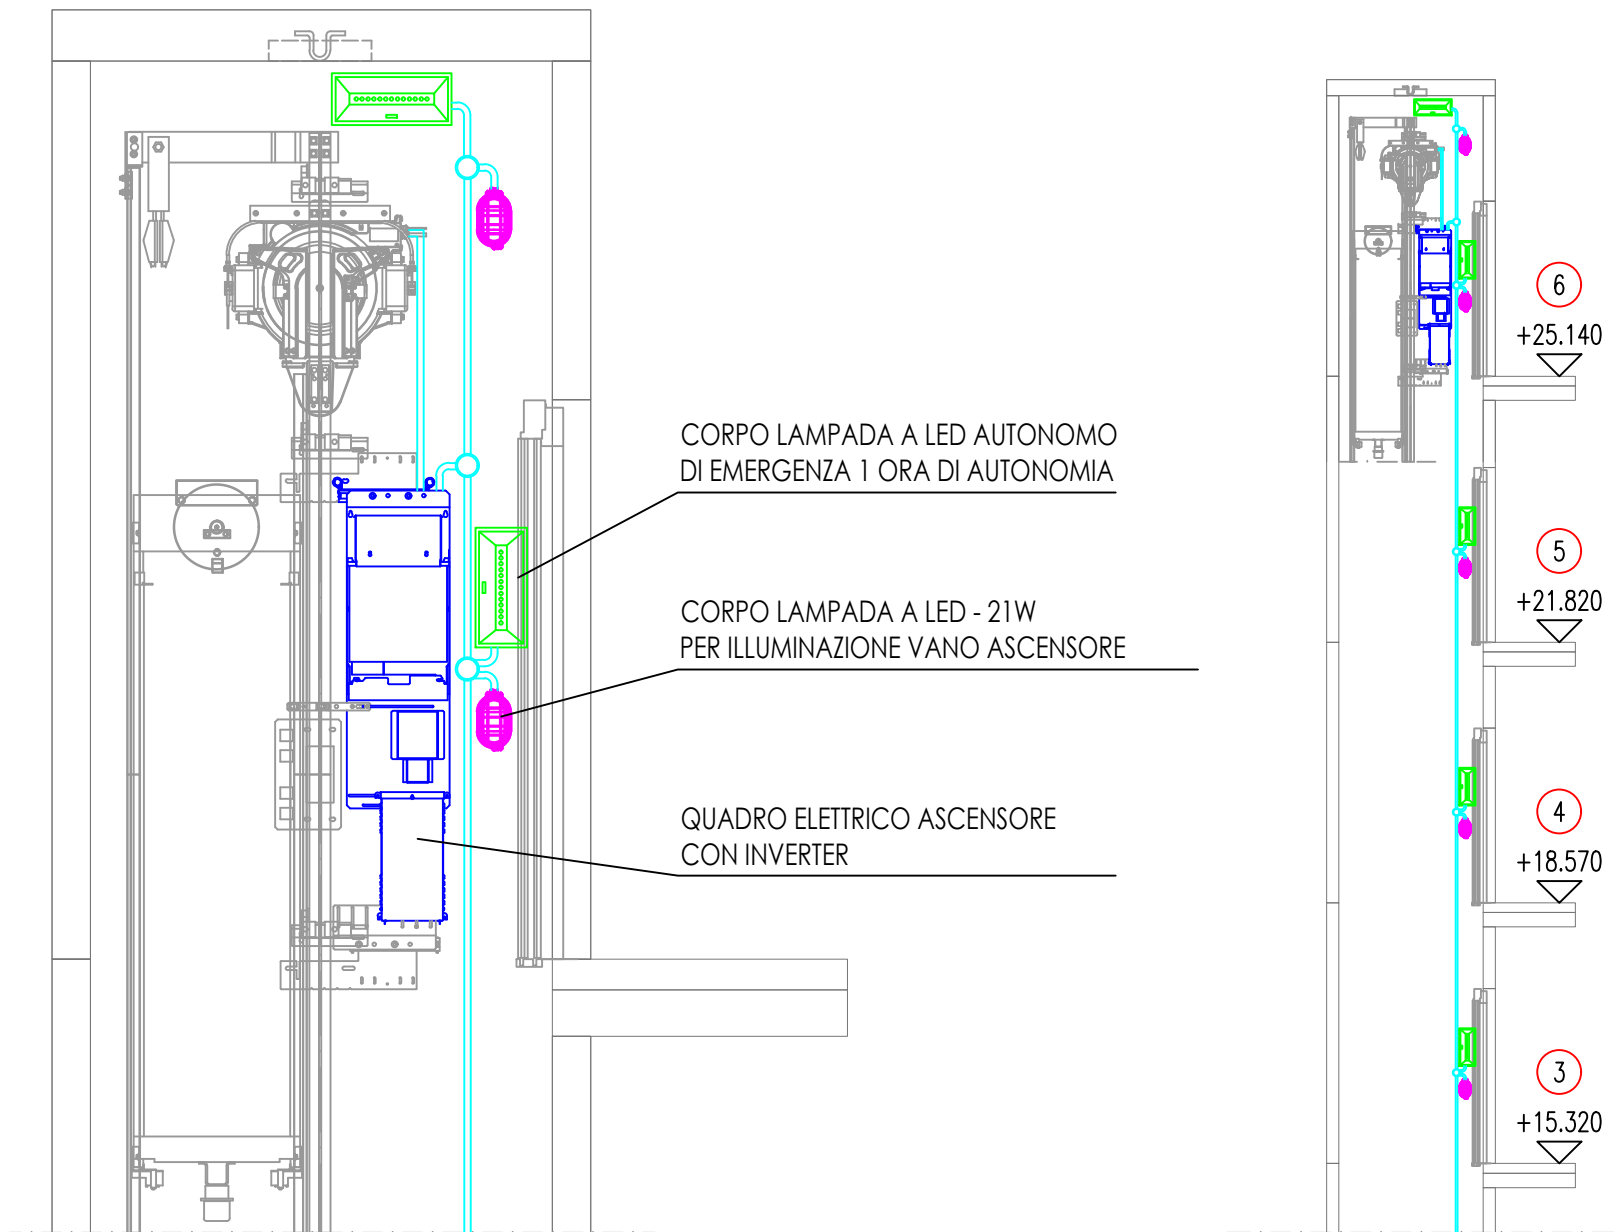 CORPO LAMPADA A LED AUTONOMO
DI EMERGENZA 1 ORA DI AUTONOMIA
CORPO LAMPADA A LED - 21W
PER ILLUMINAZIONE VANO ASCENSORE
QUADRO ELETTRICO ASCENSORE
CON INVERTER
6
+25.140
5
+21.820
4
+18.570
3
+15.320